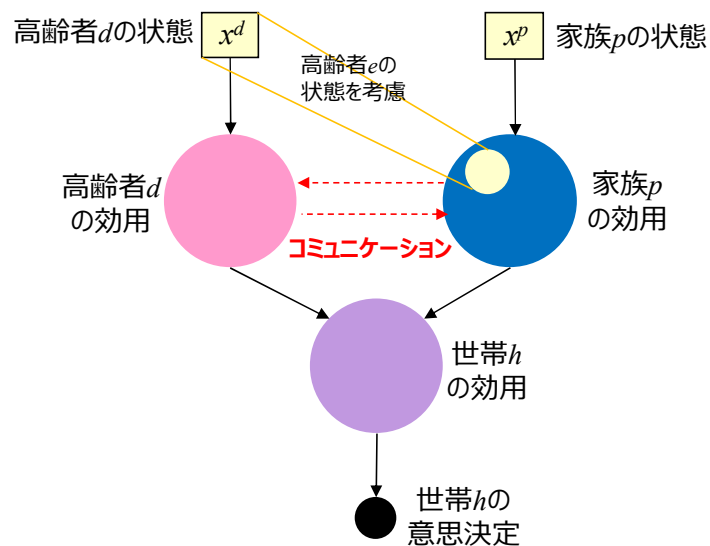 高齢者dの状態
x^d
x^p
家族pの状態
高齢者eの
状態を考慮
高齢者d
の効用
家族p
の効用
コミュニケーション
世帯h
の効用
世帯hの
意思決定